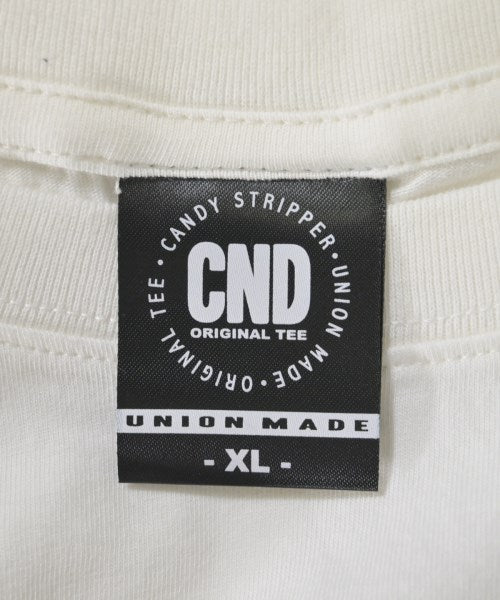 · CANDY STRIPPER · UNION MADE · ORIGINAL TEE
CND
ORIGINAL TEE
UNION MADE
- XL -